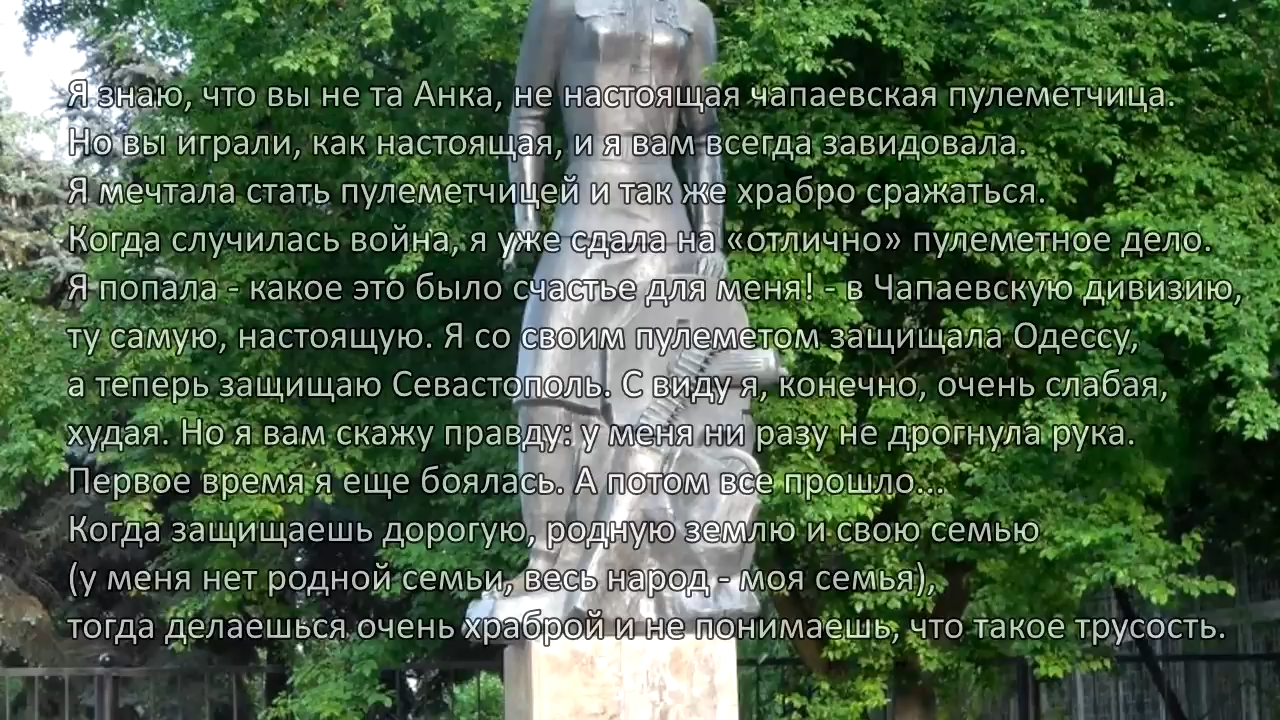 Я знаю, что вы не та Анка, не настоящая чапаевская пулеметчица.
Но вы играли, как настоящая, и я вам всегда завидовала.
Я мечтала стать пулеметчицей и так же храбро сражаться.
Когда случилась война, я уже сдала на «отлично» пулеметное дело.
Я попала - какое это было счастье для меня! - в Чапаевскую дивизию,
ту самую, настоящую. Я со своим пулеметом защищала Одессу,
а теперь защищаю Севастополь. С виду я, конечно, очень слабая,
худая. Но я вам скажу правду: у меня ни разу не дрогнула рука.
Первое время я еще боялась. А потом все прошло...
Когда защищаешь дорогую, родную землю и свою семью
(у меня нет родной семьи, весь народ - моя семья),
тогда делаешься очень храброй и не понимаешь, что такое трусость.